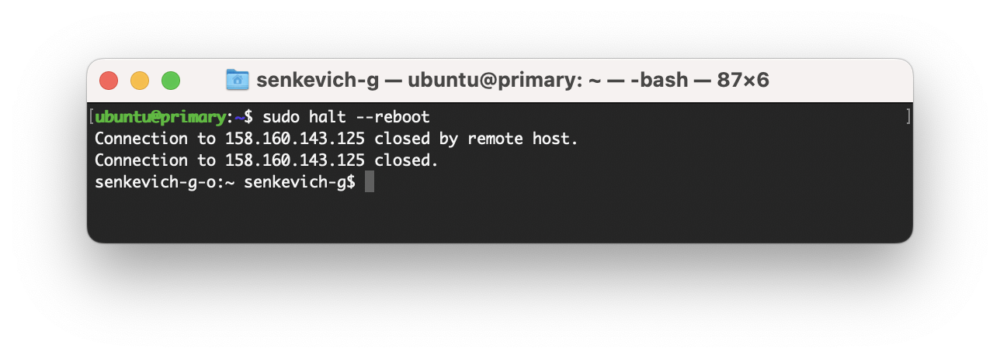 senkevich-g — ubuntu@primary: ~ — -bash — 87×6
[ubuntu@primary:~$ sudo halt --reboot ]
Connection to 158.160.143.125 closed by remote host.
Connection to 158.160.143.125 closed.
senkevich-g-o:~ senkevich-g$